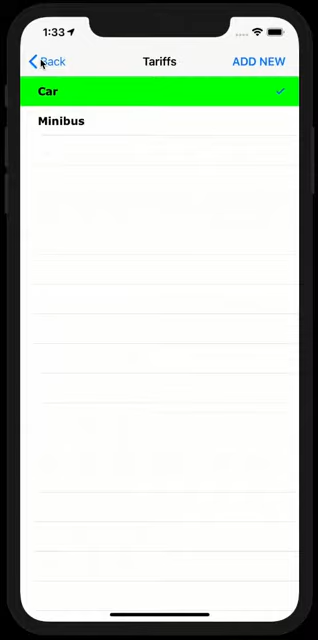 1:33
Back
Tariffs
ADD NEW
Car
Minibus